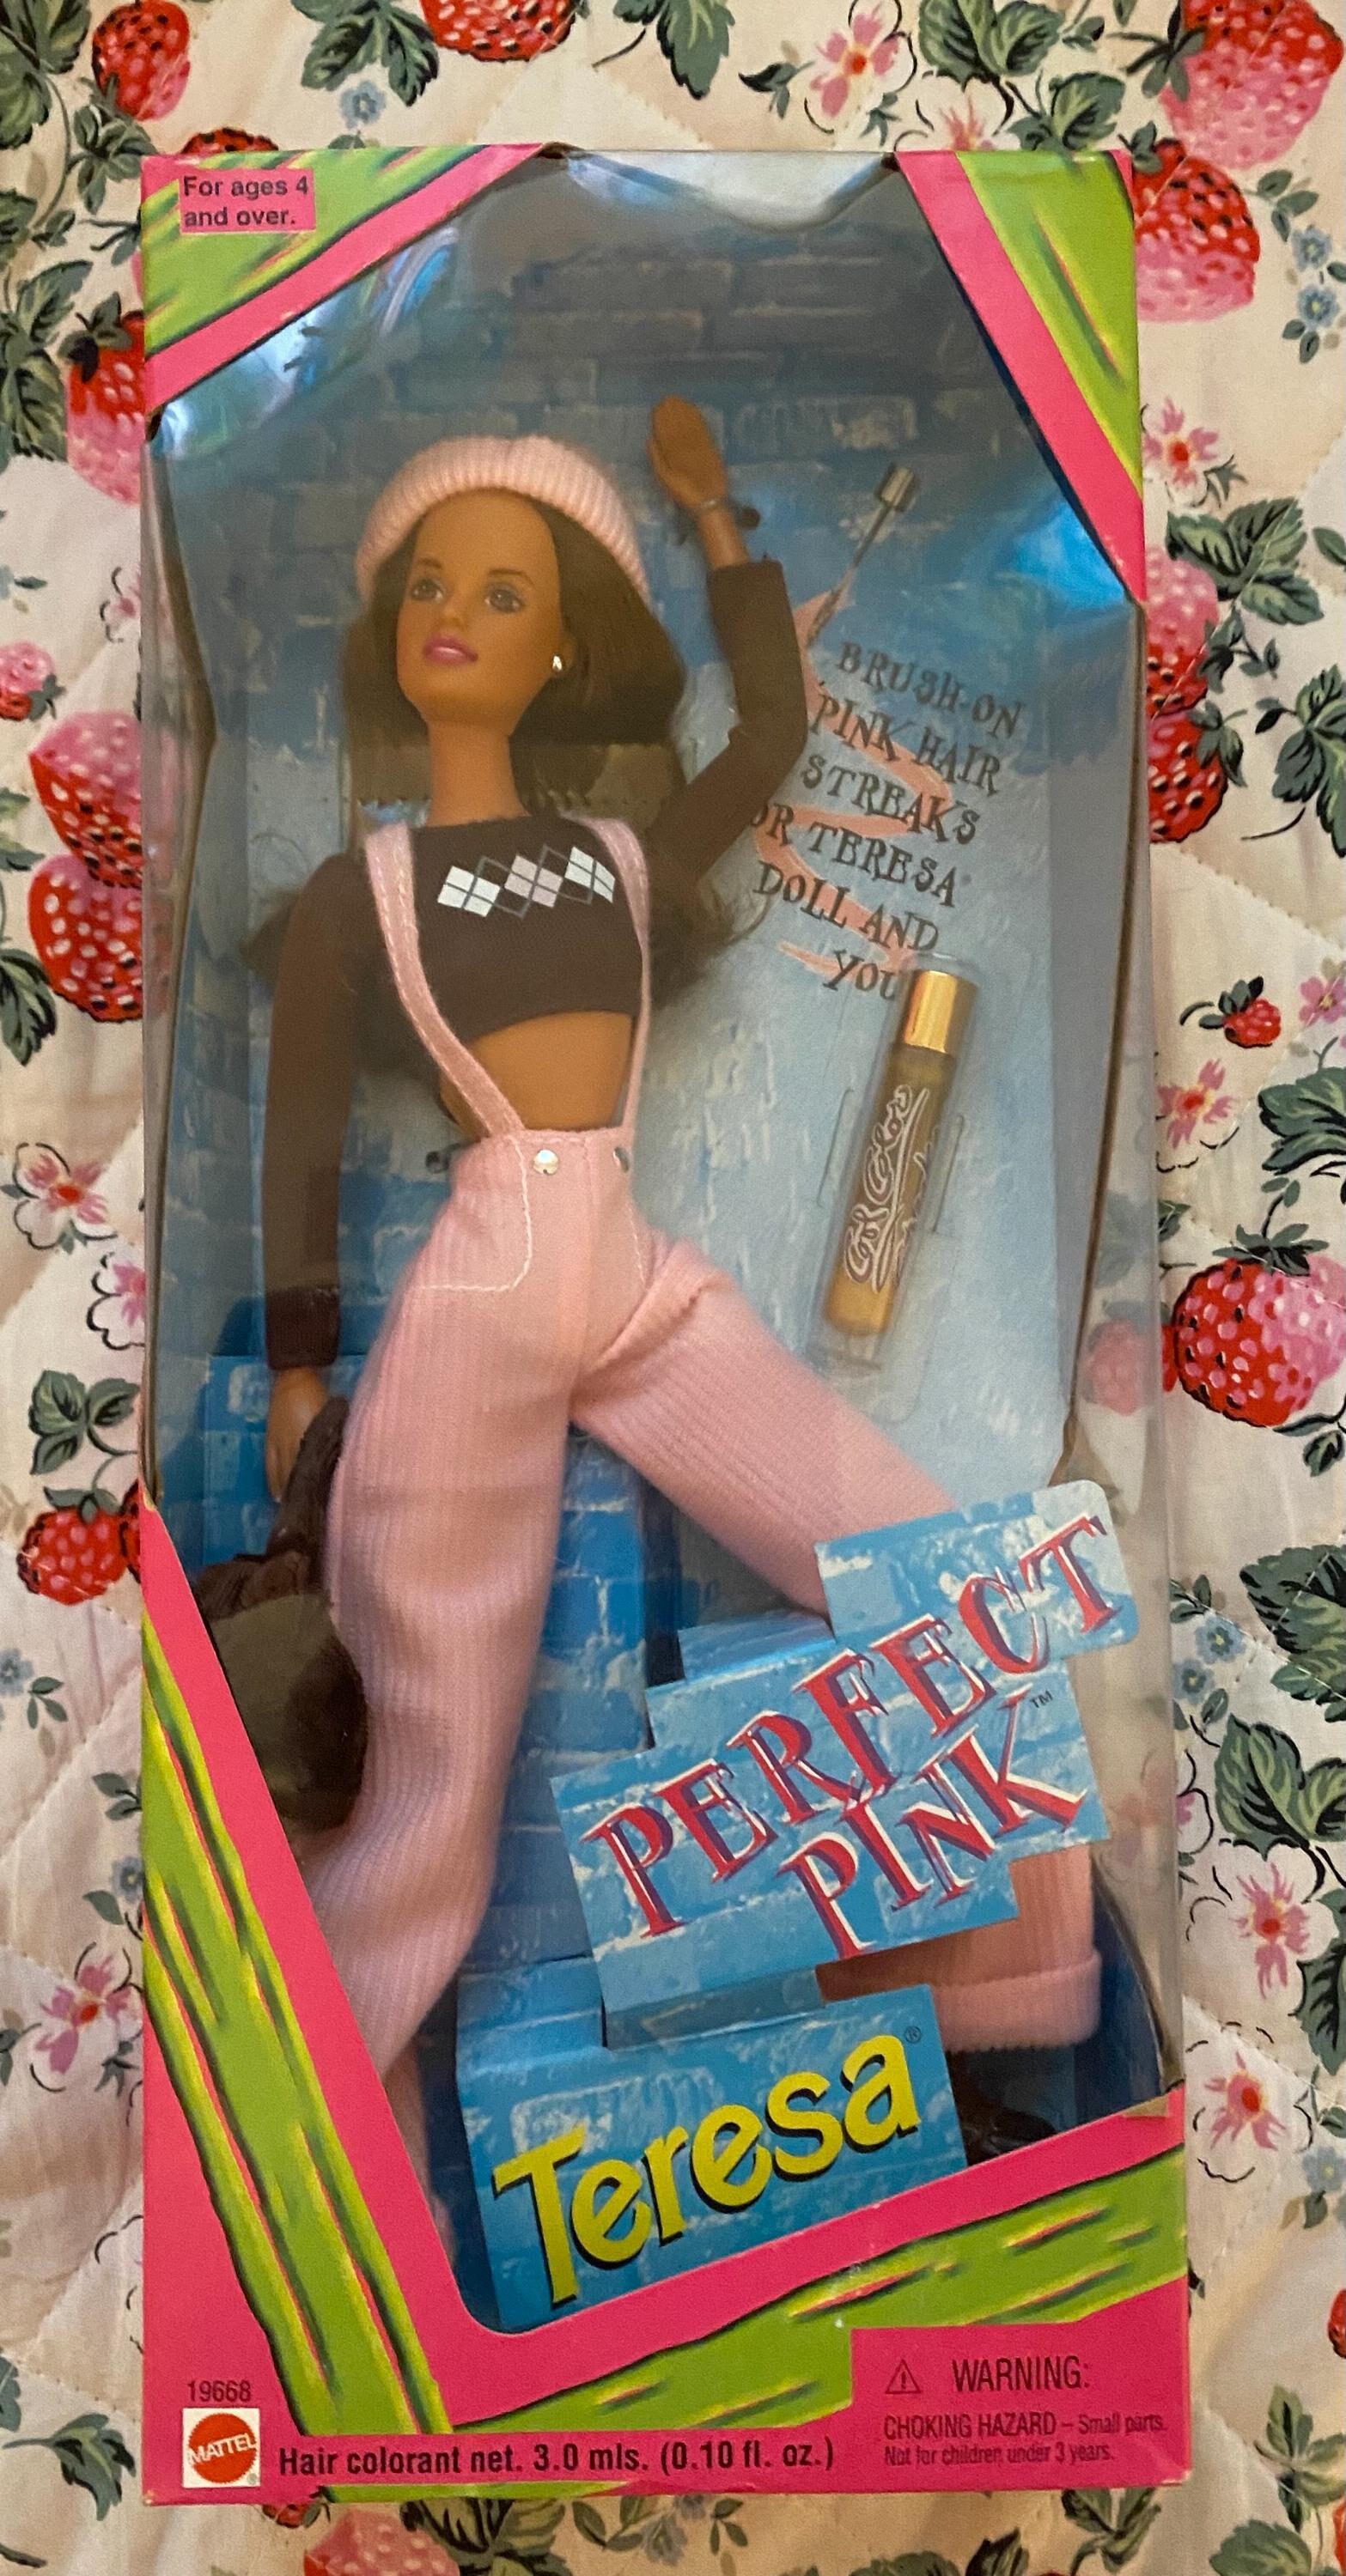 For ages 4
and over.
BRUSH-ON
PINK HAIR
STREAKS
OR TERESA®
DOLL AND
YOU
PERFECT
PINK™
Teresa®
19668
MATTEL®
Hair colorant net. 3.0 mls. (0.10 fl. oz.)
⚠ WARNING:
CHOKING HAZARD – Small parts.
Not for children under 3 years.